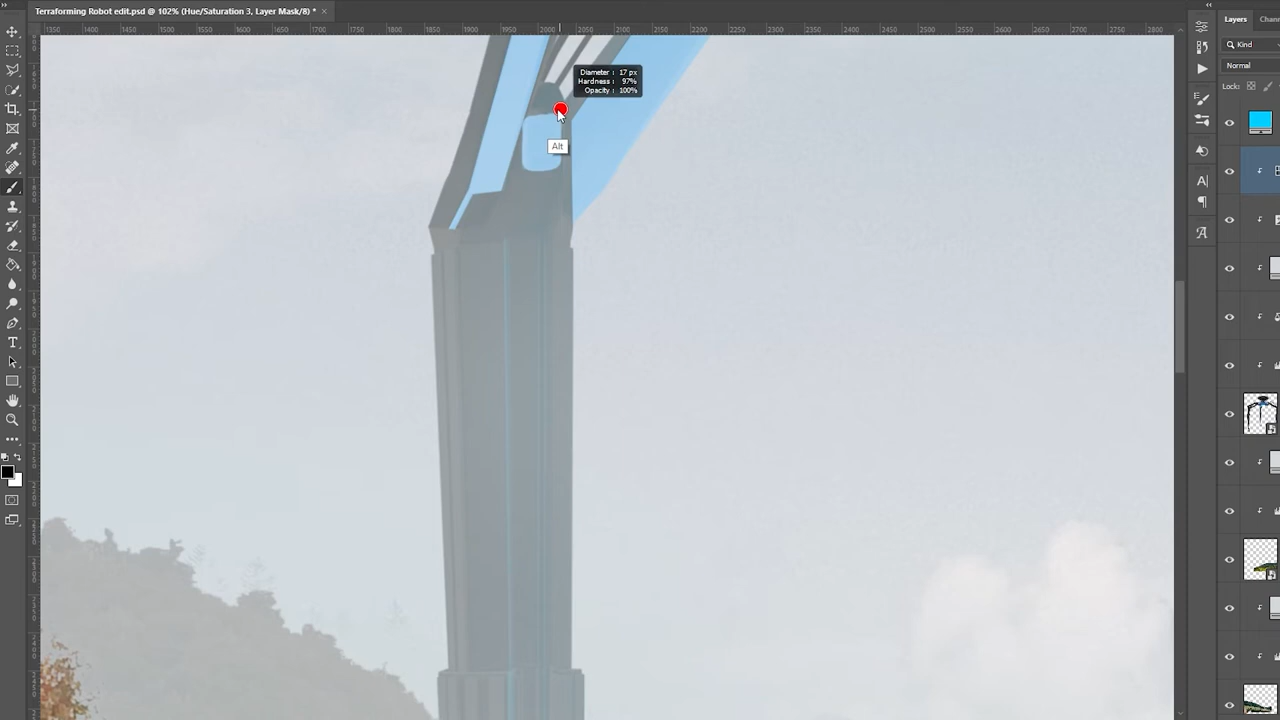 Terraforming Robot edit.psd @ 102% (Hue/Saturation 3, Layer Mask/8) * ×
Layers Chann
1350 1400 1450 1500 1550 1600 1650 1700 1750 1800 1850 1900 1950 2000 2050 2100 2150 2200 2250 2300 2350 2400 2450 2500 2550 2600 2650 2700 2750 2800
Kind
Normal
Diameter : 17 px
Hardness : 97%
Opacity : 100%
Lock:
Alt